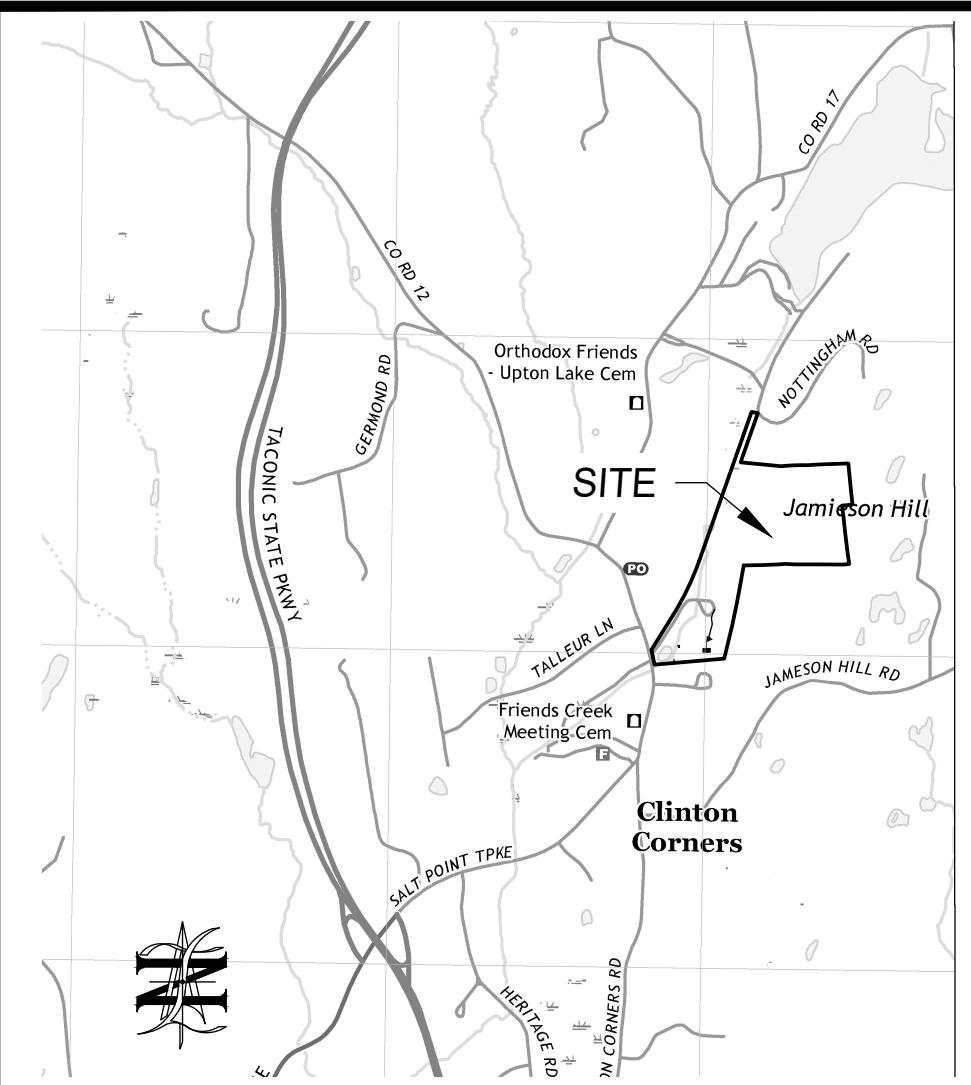 CO RD 17
CO RD 12
NOTTINGHAM RD
Orthodox Friends
- Upton Lake Cem
GERMOND RD
TACONIC STATE PKWY
SITE
Jamieson Hill
PO
TALLEUR LN
JAMESON HILL RD
Friends Creek
Meeting Cem
F
Clinton
Corners
SALT POINT TPKE
N
HERITAGE RD
CORNERS RD